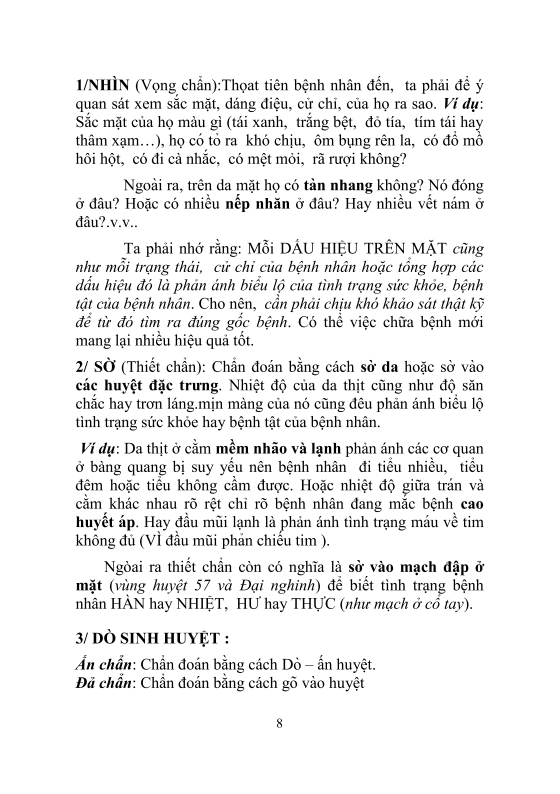 1/NHÌN (Vọng chẩn):Thọat tiên bệnh nhân đến, ta phải để ý
quan sát xem sắc mặt, dáng điệu, cử chỉ, của họ ra sao. Ví dụ:
Sắc mặt của họ màu gì (tái xanh, trắng bệt, đỏ tía, tím tái hay
thâm xạm…), họ có tỏ ra khó chịu, ôm bụng rên la, có đổ mồ
hôi hột, có đi cà nhắc, có mệt mỏi, rã rượi không?
Ngoài ra, trên da mặt họ có tàn nhang không? Nó đóng
ở đâu? Hoặc có nhiều nếp nhăn ở đâu? Hay nhiều vết nám ở
đâu?.v.v..
Ta phải nhớ rằng: Mỗi DẤU HIỆU TRÊN MẶT cũng
như mỗi trạng thái, cử chỉ của bệnh nhân hoặc tổng hợp các
dấu hiệu đó là phản ánh biểu lộ của tình trạng sức khỏe, bệnh
tật của bệnh nhân. Cho nên, cần phải chịu khó khảo sát thật kỹ
để từ đó tìm ra đúng gốc bệnh. Có thể việc chữa bệnh mới
mang lại nhiều hiệu quả tốt.
2/ SỜ (Thiết chẩn): Chẩn đoán bằng cách sờ da hoặc sờ vào
các huyệt đặc trưng. Nhiệt độ của da thịt cũng như độ săn
chắc hay trơn láng.mịn màng của nó cũng đêu phản ánh biểu lộ
tình trạng sức khỏe hay bệnh tật của bệnh nhân.
Ví dụ: Da thịt ở cằm mềm nhão và lạnh phản ánh các cơ quan
ở bàng quang bị suy yếu nên bệnh nhân đi tiểu nhiều, tiểu
đêm hoặc tiểu không cầm được. Hoặc nhiệt độ giữa trán và
cằm khác nhau rõ rệt chỉ rõ bệnh nhân đang mắc bệnh cao
huyết áp. Hay đầu mũi lạnh là phản ánh tình trạng máu về tim
không đủ (VÌ đầu mũi phản chiếu tim ).
Ngòai ra thiết chẩn còn có nghĩa là sờ vào mạch đập ở
mặt (vùng huyệt 57 và Đại nghinh) để biết tình trạng bệnh
nhân HÀN hay NHIỆT, HƯ hay THỰC (như mạch ở cổ tay).
3/ DÒ SINH HUYỆT :
Ấn chẩn: Chẩn đoán bằng cách Dò – ấn huyệt.
Đả chẩn: Chẩn đoán bằng cách gõ vào huyệt
8